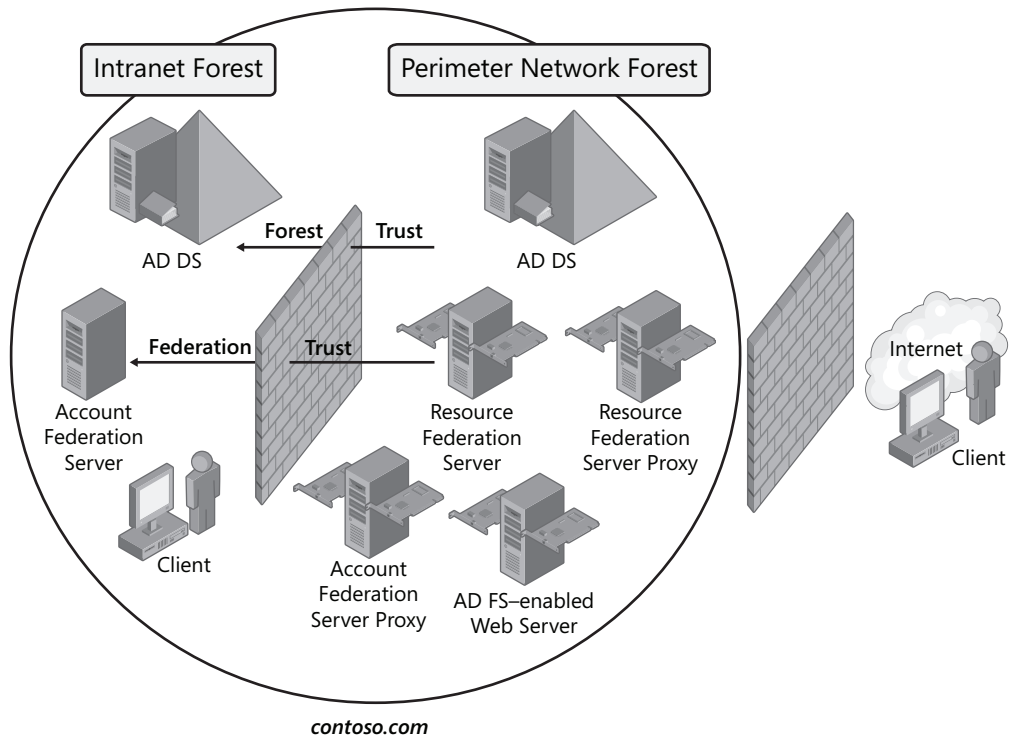 Intranet Forest
Perimeter Network Forest
Forest Trust
AD DS
AD DS
Federation Trust
Account
Federation
Server
Resource
Federation
Server
Resource
Federation
Server Proxy
Internet
Client
Client
Account
Federation
Server Proxy
AD FS–enabled
Web Server
contoso.com